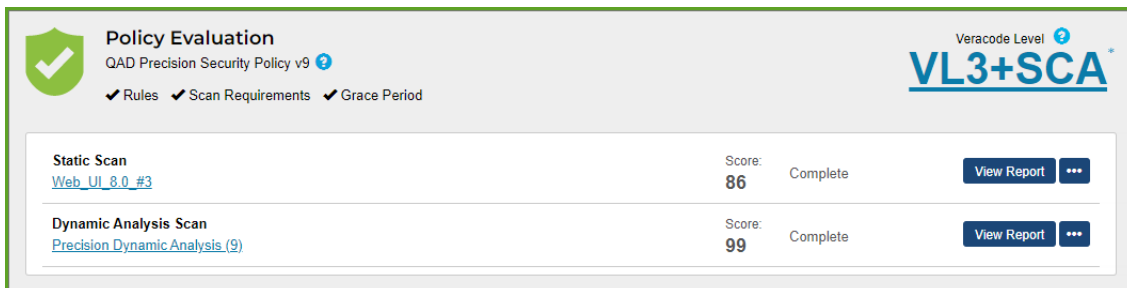 Policy Evaluation
QAD Precision Security Policy v9 ?
✔ Rules ✔ Scan Requirements ✔ Grace Period
Veracode Level ?
VL3+SCA*
Static Scan
Web_UI_8.0_#3
Score:
86
Complete
View Report •••
Dynamic Analysis Scan
Precision Dynamic Analysis (9)
Score:
99
Complete
View Report •••